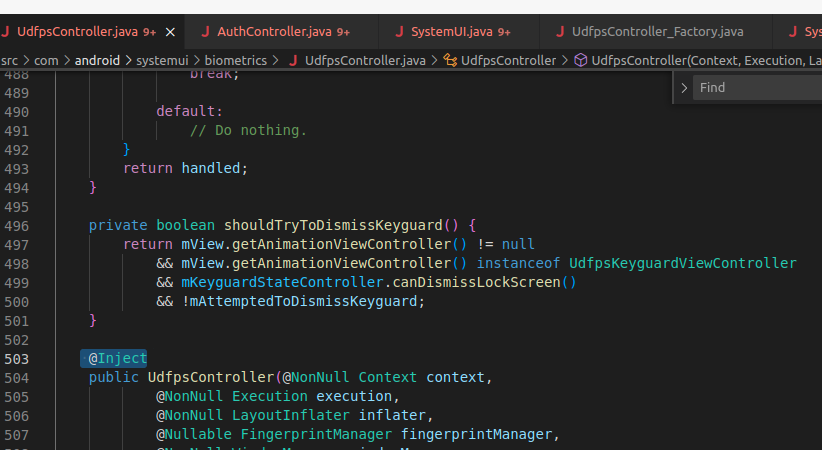 UdfpsController.java 9+ AuthController.java 9+ SystemUI.java 9+ UdfpsController_Factory.java Sys
src > com > android > systemui > biometrics > UdfpsController.java > UdfpsController > UdfpsController(Context, Execution, La
488 break;
Find
489
490 default:
491 // Do nothing.
492 }
493 return handled;
494 }
495
496 private boolean shouldTryToDismissKeyguard() {
497 return mView.getAnimationViewController() != null
498 && mView.getAnimationViewController() instanceof UdfpsKeyguardViewController
499 && mKeyguardStateController.canDismissLockScreen()
500 && !mAttemptedToDismissKeyguard;
501 }
502
503 @Inject
504 public UdfpsController(@NonNull Context context,
505 @NonNull Execution execution,
506 @NonNull LayoutInflater inflater,
507 @Nullable FingerprintManager fingerprintManager,